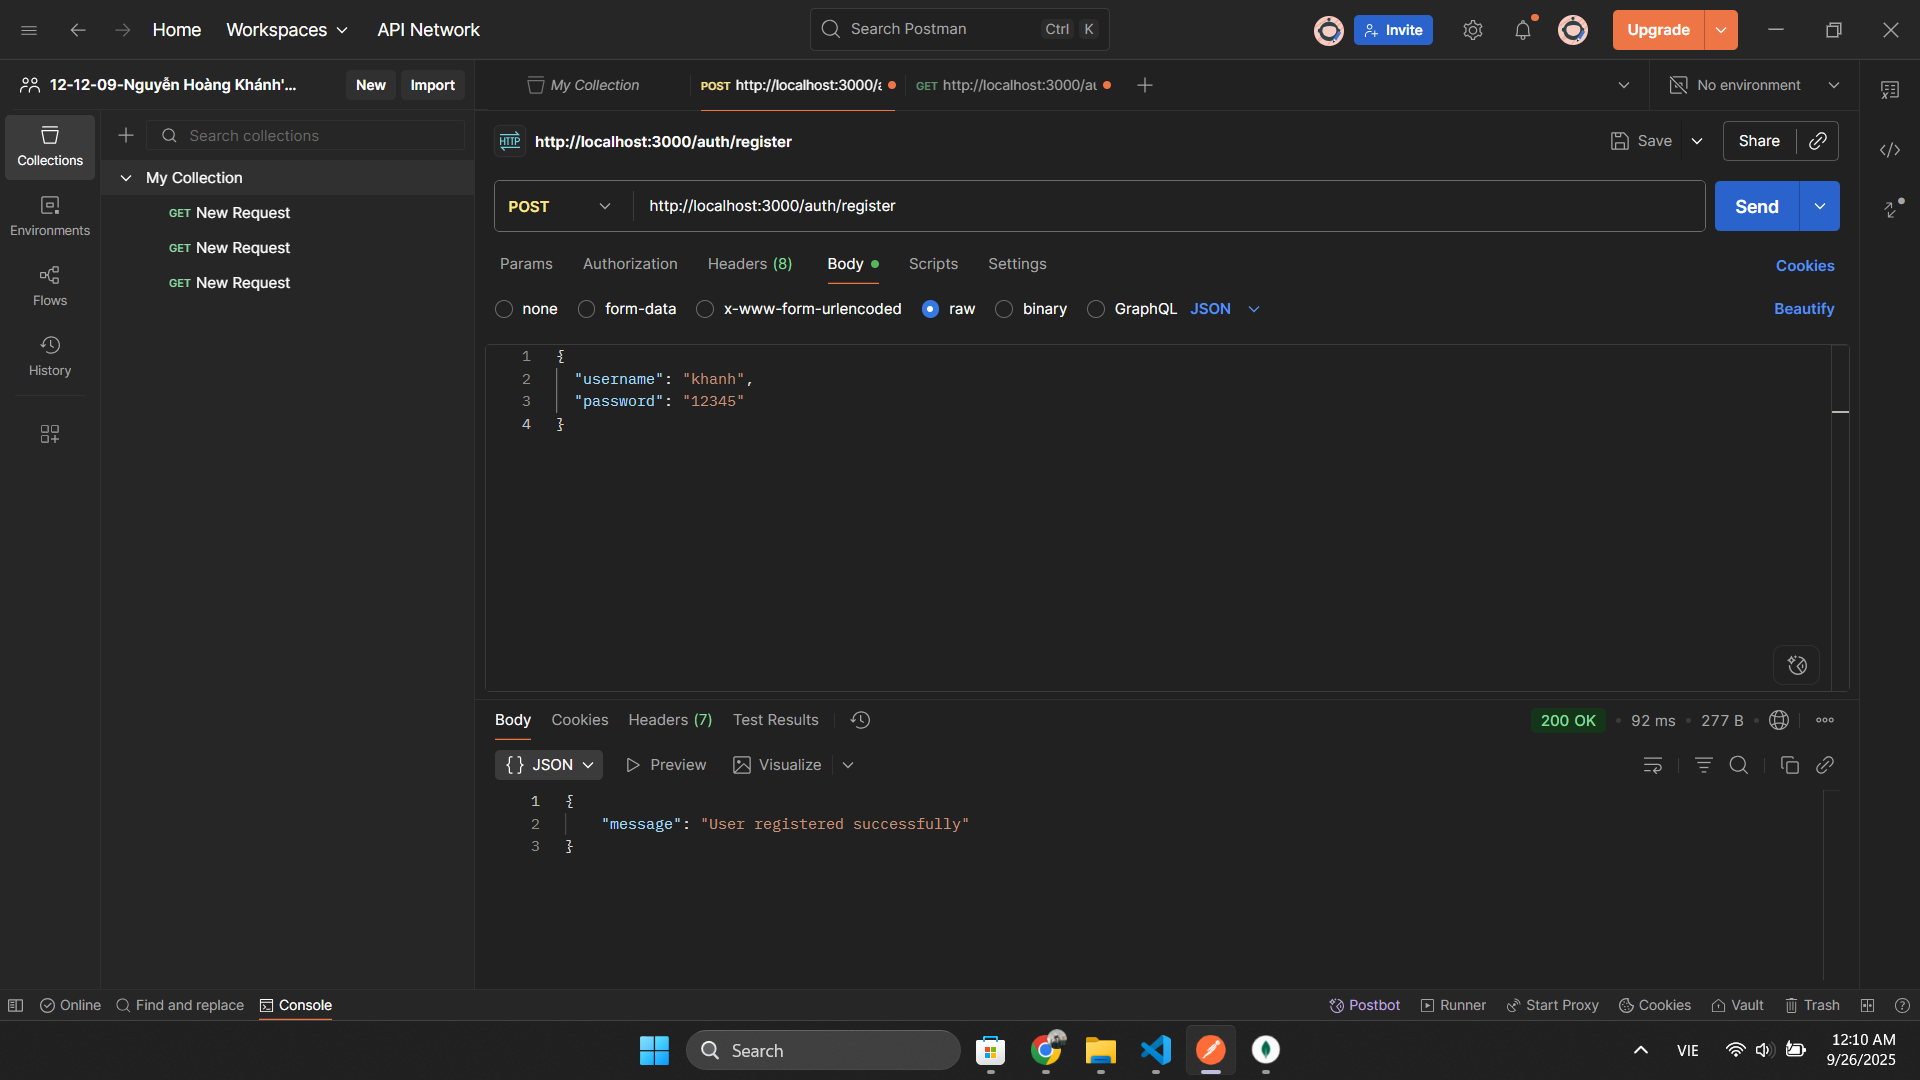 Home
Workspaces
API Network
Search Postman
Ctrl K
Invite
Upgrade
12-12-09-Nguyễn Hoàng Khánh'...
New
Import
My Collection
POST http://localhost:3000/a
GET http://localhost:3000/au
No environment
Collections
Environments
Flows
History
Search collections
My Collection
GET New Request
GET New Request
GET New Request
HTTP http://localhost:3000/auth/register
Save
Share
POST
http://localhost:3000/auth/register
Send
Params
Authorization
Headers (8)
Body
Scripts
Settings
Cookies
none
form-data
x-www-form-urlencoded
raw
binary
GraphQL
JSON
Beautify
1 {
2 "username": "khanh",
3 "password": "12345"
4 }
Body
Cookies
Headers (7)
Test Results
200 OK
92 ms
277 B
{} JSON
Preview
Visualize
1 {
2 "message": "User registered successfully"
3 }
Online
Find and replace
Console
Postbot
Runner
Start Proxy
Cookies
Vault
Trash
Search
VIE
12:10 AM
9/26/2025